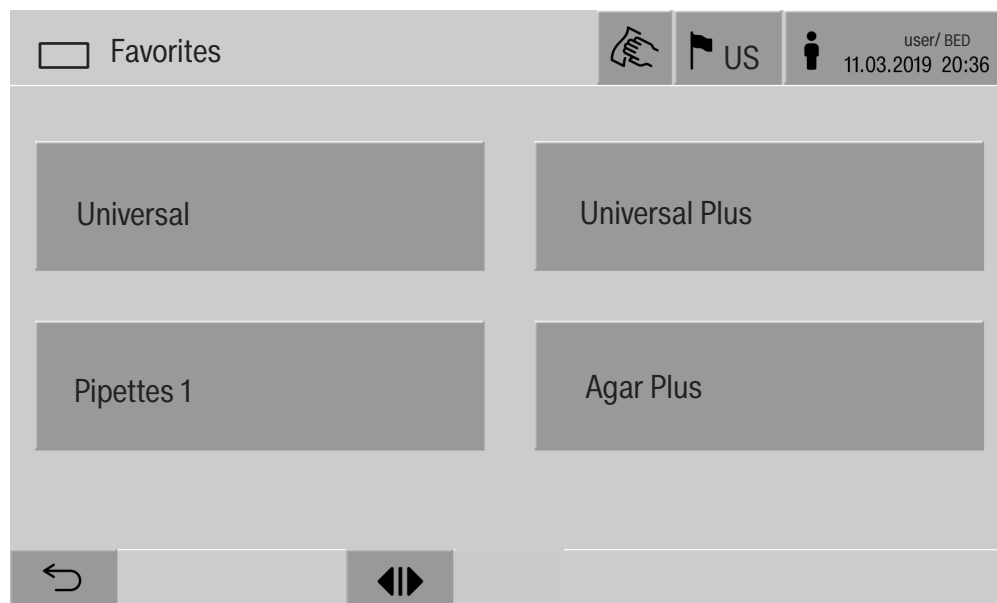 Favorites
US
user/ BED
11.03.2019 20:36
Universal
Universal Plus
Pipettes 1
Agar Plus